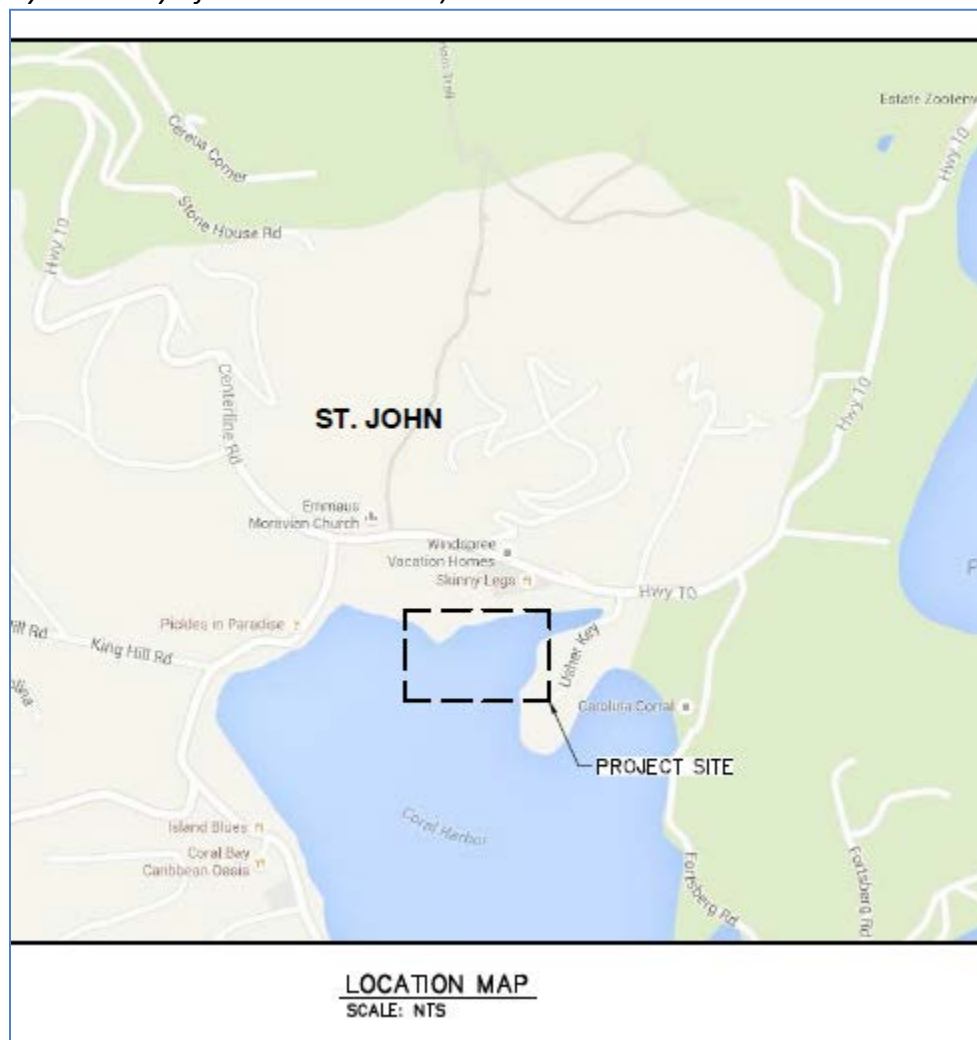 Estate Zootenv
Hwy 10
Cereus Corner
Stone House Rd
Hwy 10
Centerline Rd
ST. JOHN
Hwy 10
Emmaus
Moravian Church
Windspree
Vacation Homes
Skinny Legs
Hwy 10
Pickles in Paradise
King Hill Rd
Usher Key
Carolina Corral
PROJECT SITE
Coral Harbor
Island Blues
Coral Bay
Caribbean Oasis
Fortsberg Rd
Fortsberg Rd
LOCATION MAP
SCALE: NTS